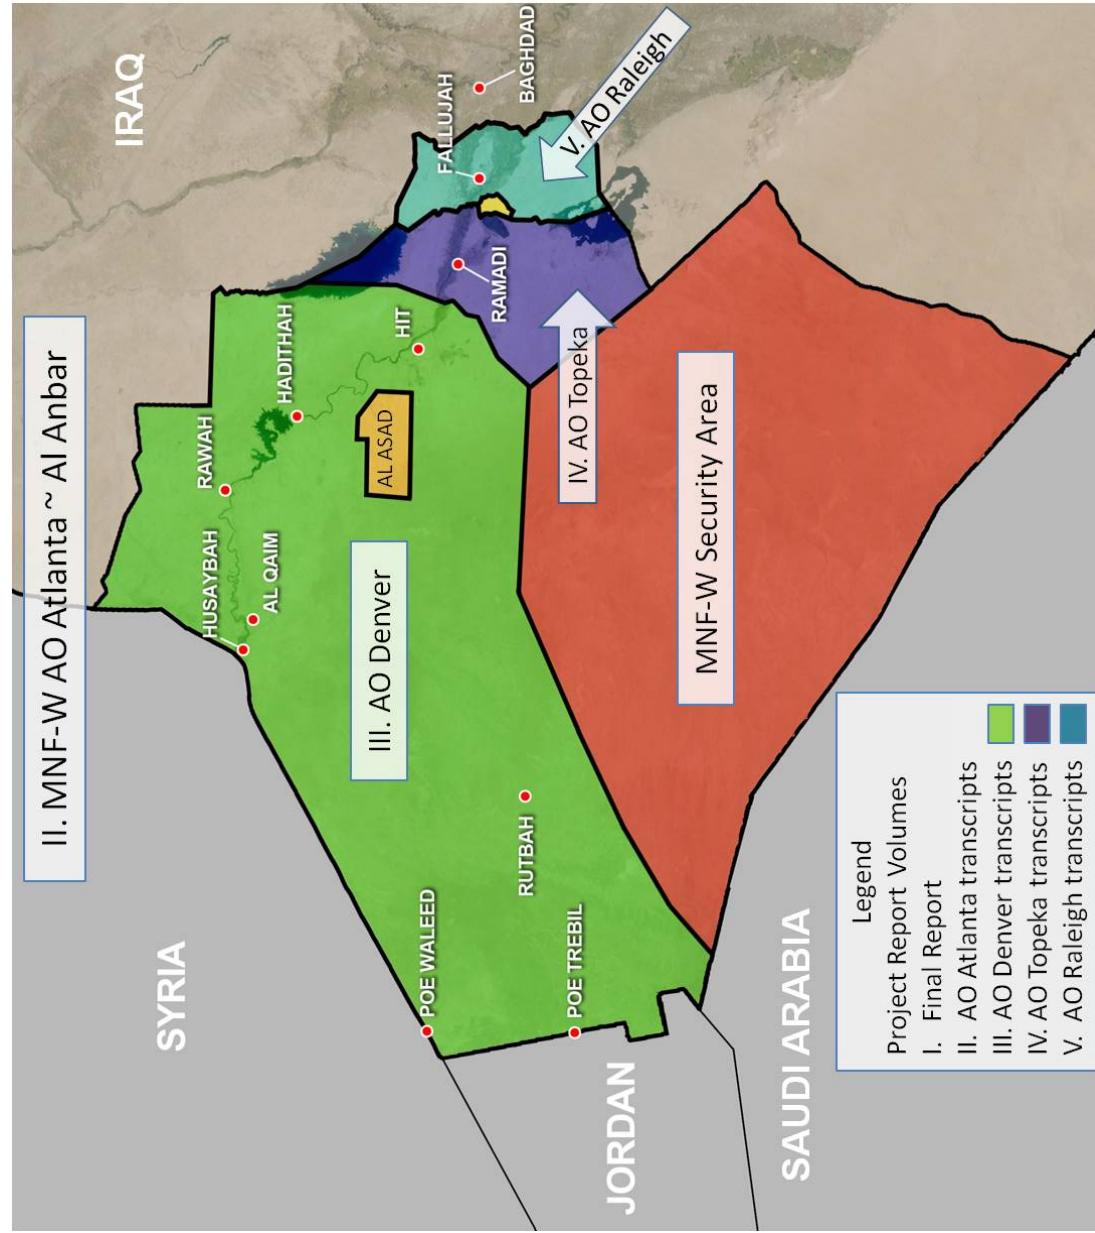 II. MNF-W AO Atlanta ~ Al Anbar
IRAQ
SYRIA
HUSAYBAH
RAWAH
HADITHAH
AL QAIM
FALLUJAH
BAGHDAD
AL ASAD
HIT
RAMADI
V. AO Raleigh
III. AO Denver
POE WALEED
RUTBAH
IV. AO Topeka
POE TREBIL
MNF-W Security Area
JORDAN
SAUDI ARABIA
Legend
Project Report Volumes
I. Final Report
II. AO Atlanta transcripts
III. AO Denver transcripts
IV. AO Topeka transcripts
V. AO Raleigh transcripts